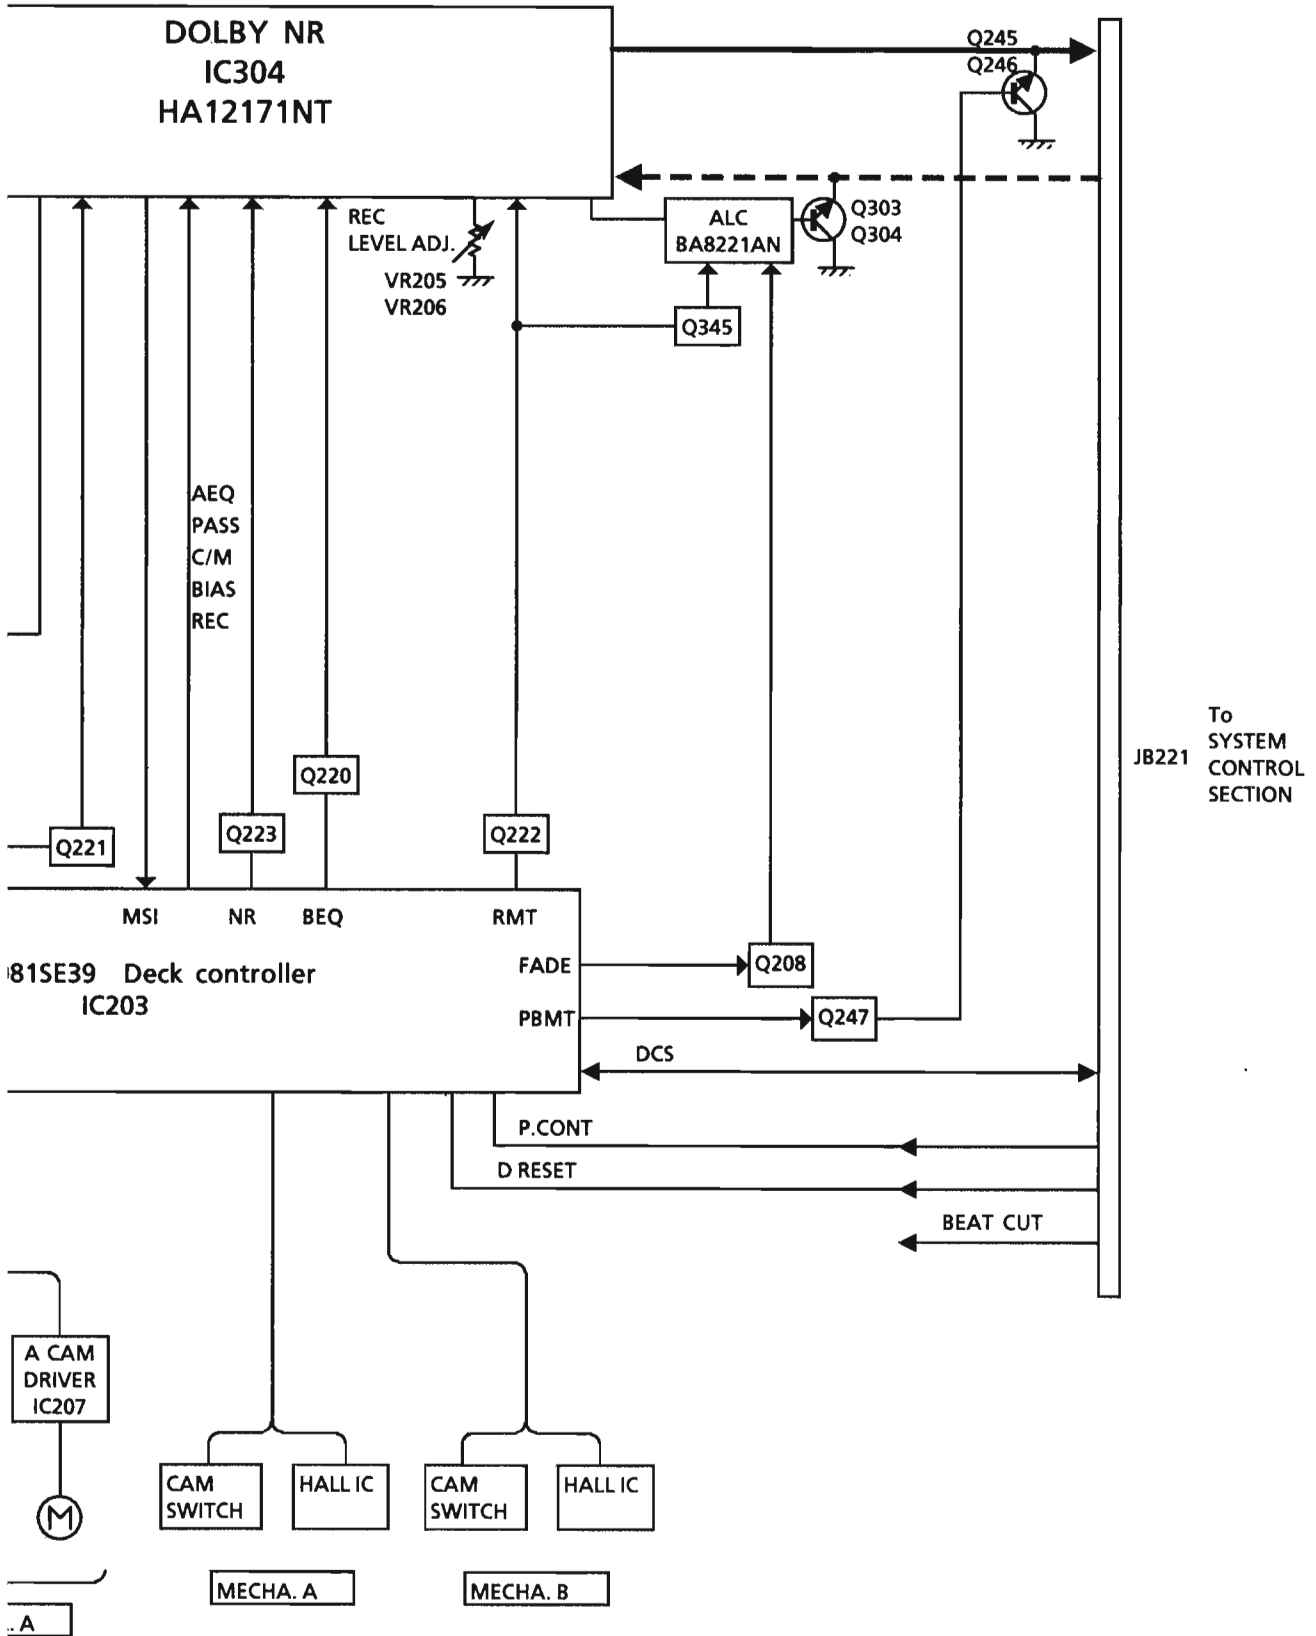 DOLBY NR
IC304
HA12171NT
Q245
Q246
REC
LEVEL ADJ.
VR205
VR206
ALC
BA8221AN
Q303
Q304
Q345
AEQ
PASS
C/M
BIAS
REC
To
SYSTEM
CONTROL
SECTION
JB221
Q220
Q221
Q223
Q222
MSI
NR
BEQ
RMT
FADE
Q208
81SE39 Deck controller
IC203
PBMT
Q247
DCS
P.CONT
D RESET
BEAT CUT
A CAM
DRIVER
IC207
M
CAM
SWITCH
HALL IC
CAM
SWITCH
HALL IC
MECHA. A
MECHA. B
. A